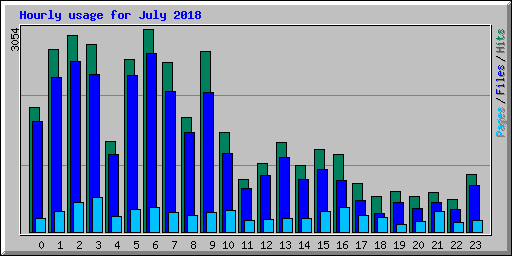 Hourly usage for July 2018
3054
Pages / Files / Hits
0 1 2 3 4 5 6 7 8 9 10 11 12 13 14 15 16 17 18 19 20 21 22 23